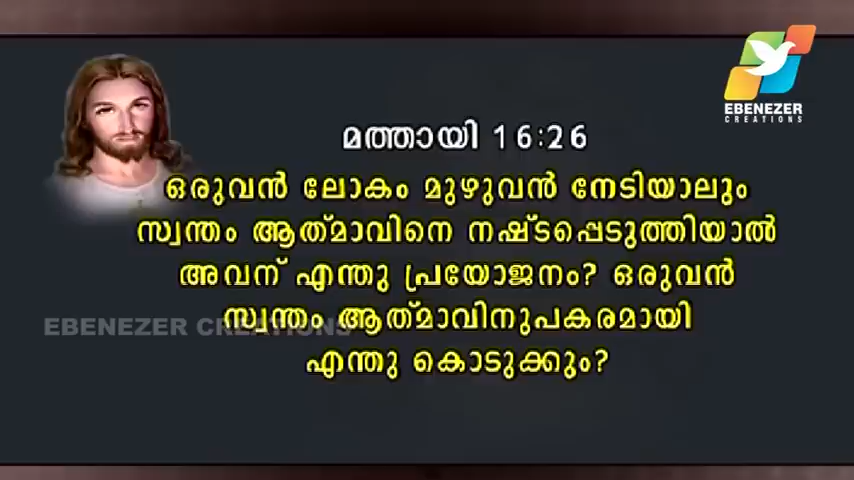 EBENEZER
CREATIONS
മത്തായി 16:26
ഒരുവൻ ലോകം മുഴുവൻ നേടിയാലും
സ്വന്തം ആത്‌മാവിനെ നഷ്ടപ്പെടുത്തിയാൽ
അവന് എന്തു പ്രയോജനം? ഒരുവൻ
സ്വന്തം ആത്‌മാവിനുപകരമായി
എന്തു കൊടുക്കും?
EBENEZER CREATIONS